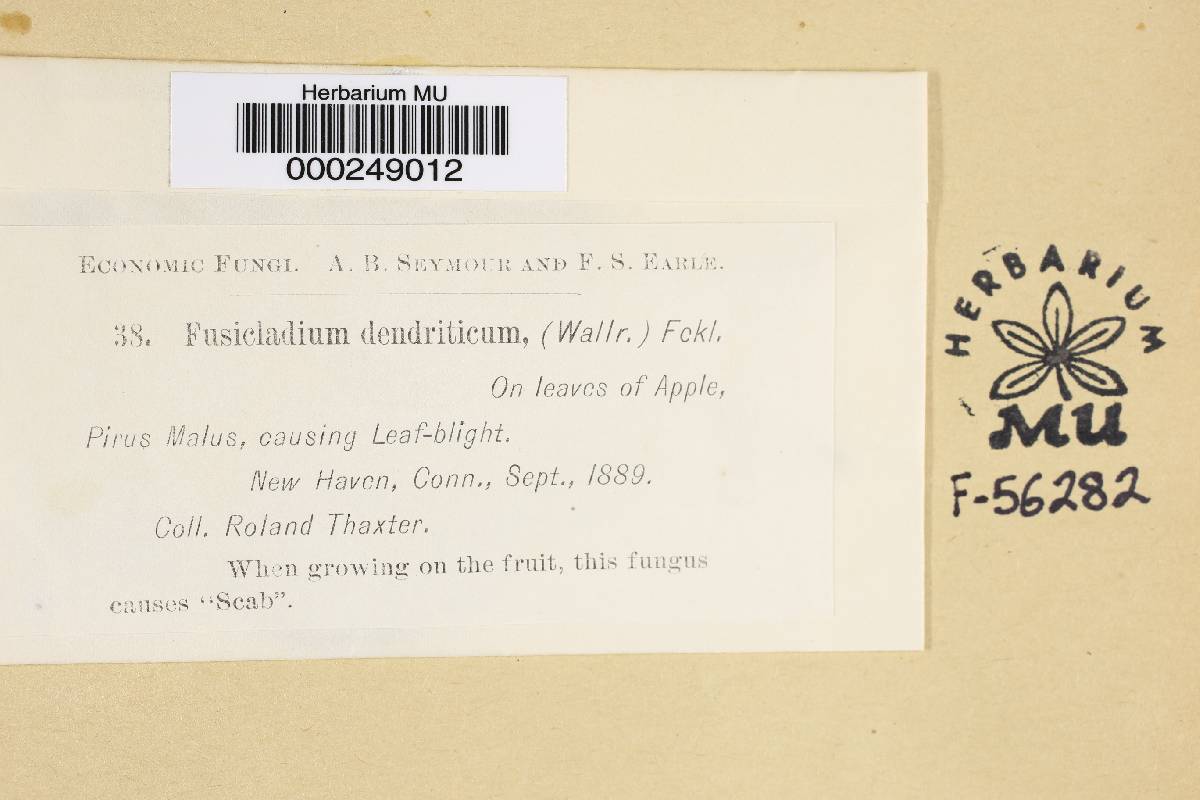 Herbarium MU
000249012
ECONOMIC FUNGI. A. B. SEYMOUR AND F. S. EARLE.
38. Fusicladium dendriticum, (Wallr.) Fckl.
On leaves of Apple,
Pirus Malus, causing Leaf-blight.
New Haven, Conn., Sept., 1889.
Coll. Roland Thaxter.
When growing on the fruit, this fungus
causes "Scab".
HERBARIUM
MU
F-56282